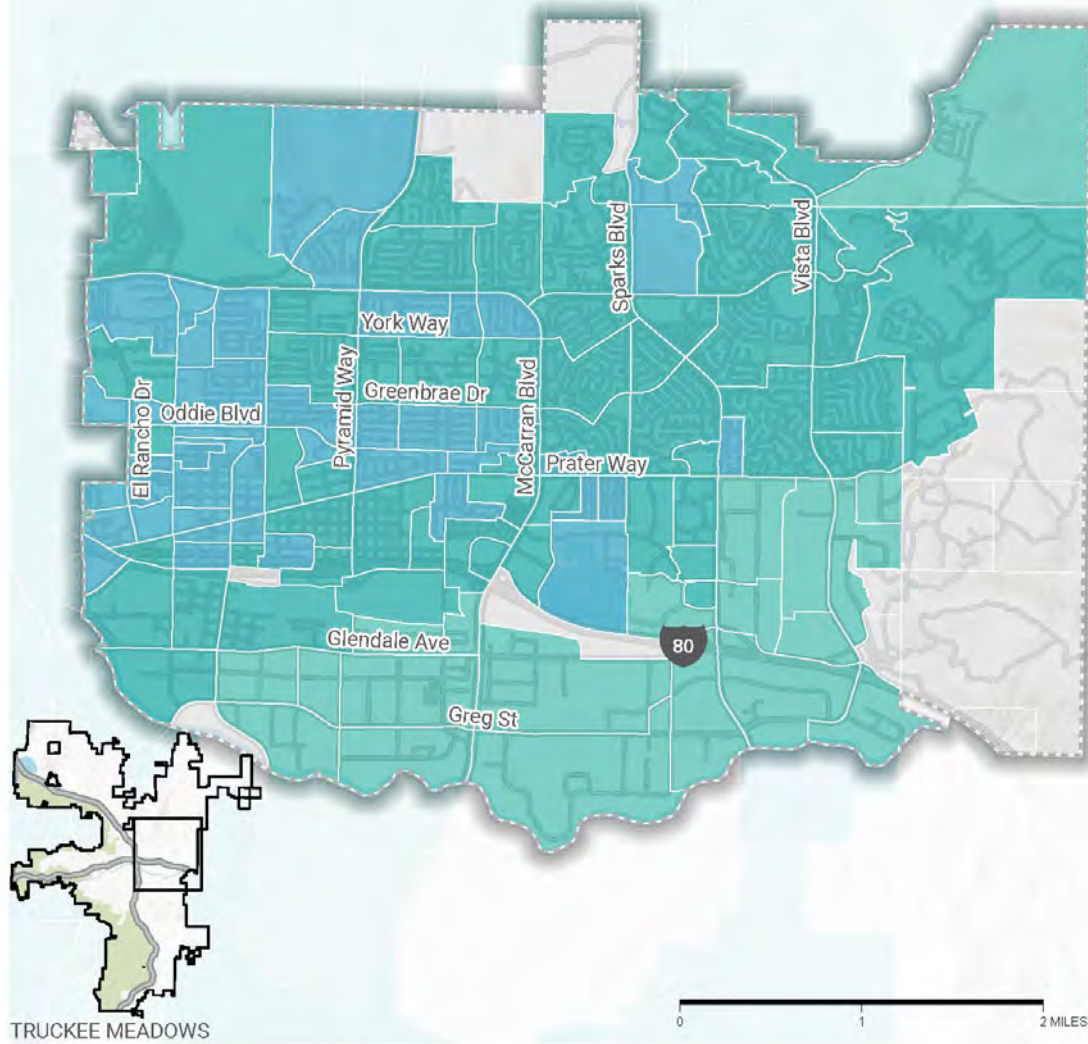 Sparks Blvd
Vista Blvd
York Way
Pyramid Way
Greenbrae Dr
McCarran Blvd
El Rancho Dr
Oddie Blvd
Prater Way
Glendale Ave
80
Greg St
TRUCKEE MEADOWS
0 1 2 MILES